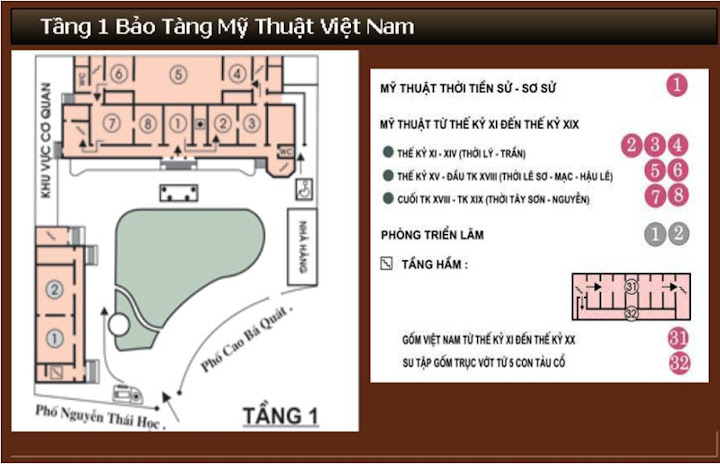 Tầng 1 Bảo Tàng Mỹ Thuật Việt Nam
KHU VỰC CƠ QUAN
WC
6
5
4
7
8
1
2
3
WC
NHÀ HÀNG
2
1
Phố Cao Bá Quát .
Phố Nguyễn Thái Học .
TẦNG 1
MỸ THUẬT THỜI TIỀN SỬ - SƠ SỬ 1
MỸ THUẬT TỪ THẾ KỶ XI ĐẾN THẾ KỶ XIX
THẾ KỶ XI - XIV (THỜI LÝ - TRẦN) 2 3 4
THẾ KỶ XV - ĐẦU TK XVIII (THỜI LÊ SƠ - MẠC - HẬU LÊ) 5 6
CUỐI TK XVIII - TK XIX (THỜI TÂY SƠN - NGUYỄN) 7 8
PHÒNG TRIỂN LÃM 1 2
TẦNG HẦM :
31
32
GỐM VIỆT NAM TỪ THẾ KỶ XI ĐẾN THẾ KỶ XX 31
SU TẬP GỐM TRỤC VỚT TỪ 5 CON TÀU CỔ 32